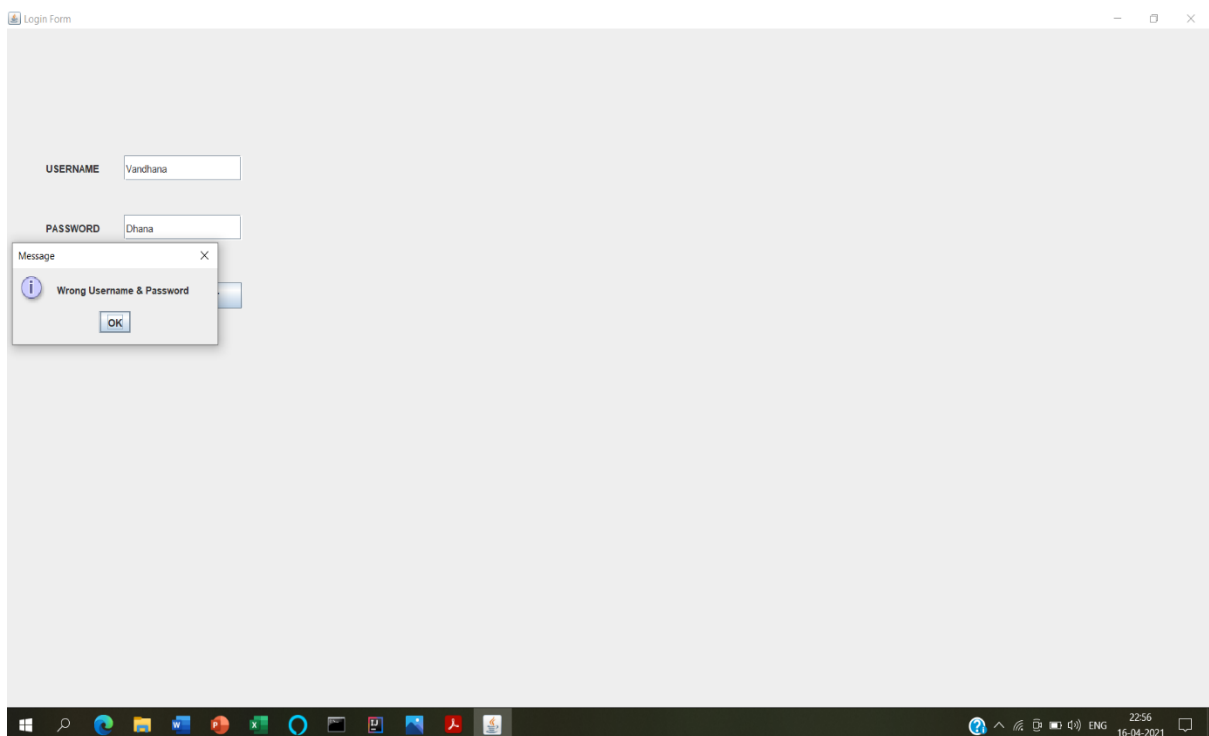 Login Form
USERNAME Vandhana
PASSWORD Dhana
Message
Wrong Username & Password
OK
ENG
22:56
16-04-2021